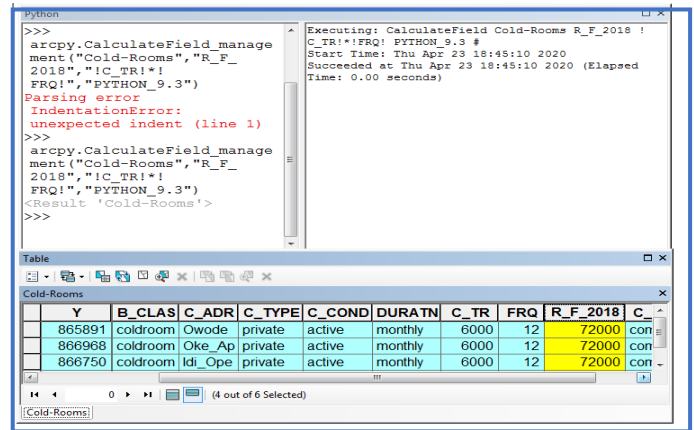 Python
>>>
arcpy.CalculateField_manage
ment("Cold-Rooms","R_F_
2018","!C_TR!*!
FRQ!","PYTHON_9.3")
Parsing error
IndentationError:
unexpected indent (line 1)
>>>
arcpy.CalculateField_manage
ment("Cold-Rooms","R_F_
2018","!C_TR!*!
FRQ!","PYTHON_9.3")
<Result 'Cold-Rooms'>
>>>
Executing: CalculateField Cold-Rooms R_F_2018 !
C_TR!*!FRQ! PYTHON_9.3 #
Start Time: Thu Apr 23 18:45:10 2020
Succeeded at Thu Apr 23 18:45:10 2020 (Elapsed
Time: 0.00 seconds)
Table
Cold-Rooms
Y B_CLAS C_ADR C_TYPE C_COND DURATN C_TR FRQ R_F_2018 C_
865891 coldroom Owode private active monthly 6000 12 72000 com
866968 coldroom Oke_Ap private active monthly 6000 12 72000 com
866750 coldroom Idi_Ope private active monthly 6000 12 72000 com
0 (4 out of 6 Selected)
Cold-Rooms